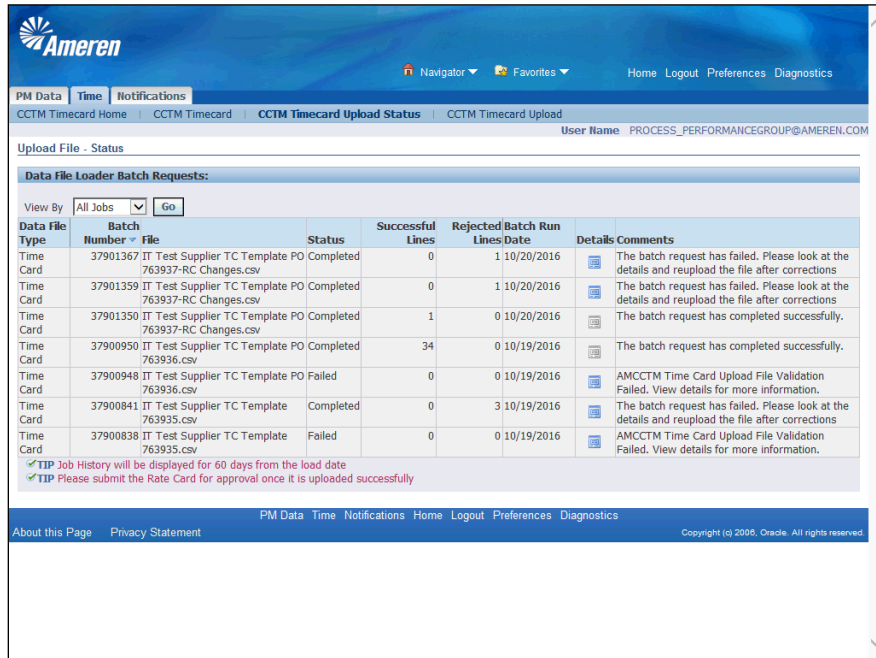 Ameren
Navigator Favorites Home Logout Preferences Diagnostics
PM Data Time Notifications
CCTM Timecard Home | CCTM Timecard | CCTM Timecard Upload Status | CCTM Timecard Upload
User Name PROCESS_PERFORMANCEGROUP@AMEREN.COM
Upload File - Status
Data File Loader Batch Requests:
View By All Jobs Go
Data File Batch Successful Rejected Batch Run
Type Number File Status Lines Lines Date Details Comments
Time 37901367 IT Test Supplier TC Template PO Completed 0 1 10/20/2016 The batch request has failed. Please look at the
Card 763937-RC Changes.csv details and reupload the file after corrections
Time 37901359 IT Test Supplier TC Template PO Completed 0 1 10/20/2016 The batch request has failed. Please look at the
Card 763937-RC Changes.csv details and reupload the file after corrections
Time 37901350 IT Test Supplier TC Template PO Completed 1 0 10/20/2016 The batch request has completed successfully.
Card 763937-RC Changes.csv
Time 37900950 IT Test Supplier TC Template PO Completed 34 0 10/19/2016 The batch request has completed successfully.
Card 763936.csv
Time 37900948 IT Test Supplier TC Template PO Failed 0 0 10/19/2016 AMCCTM Time Card Upload File Validation
Card 763936.csv Failed. View details for more information.
Time 37900841 IT Test Supplier TC Template Completed 0 3 10/19/2016 The batch request has failed. Please look at the
Card 763935.csv details and reupload the file after corrections
Time 37900838 IT Test Supplier TC Template Failed 0 0 10/19/2016 AMCCTM Time Card Upload File Validation
Card 763935.csv Failed. View details for more information.
TIP Job History will be displayed for 60 days from the load date
TIP Please submit the Rate Card for approval once it is uploaded successfully
PM Data Time Notifications Home Logout Preferences Diagnostics
About this Page Privacy Statement Copyright (c) 2006, Oracle. All rights reserved.